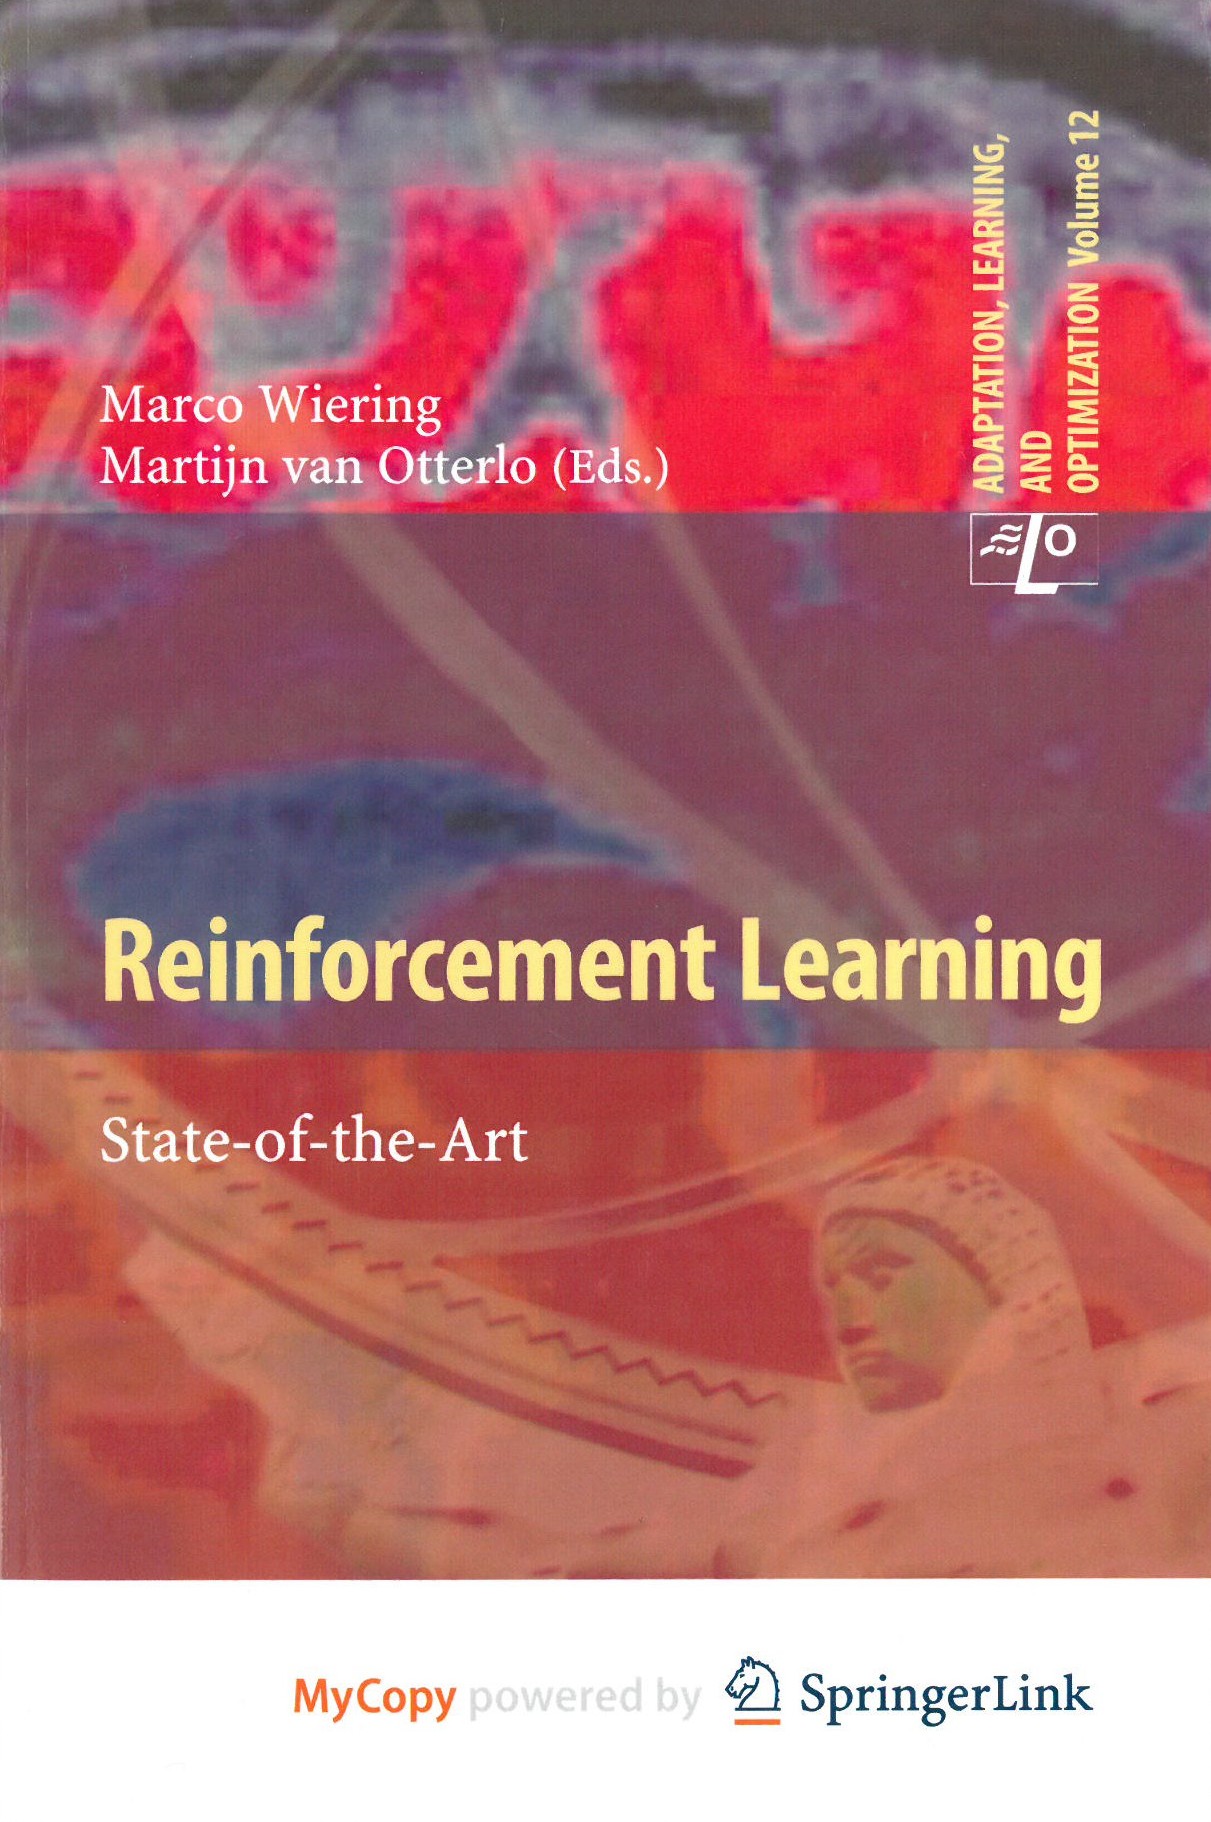 ADAPTATION, LEARNING,
AND
OPTIMIZATION Volume 12
Marco Wiering
Martijn van Otterlo (Eds.)
LO
Reinforcement Learning
State-of-the-Art
MyCopy powered by SpringerLink